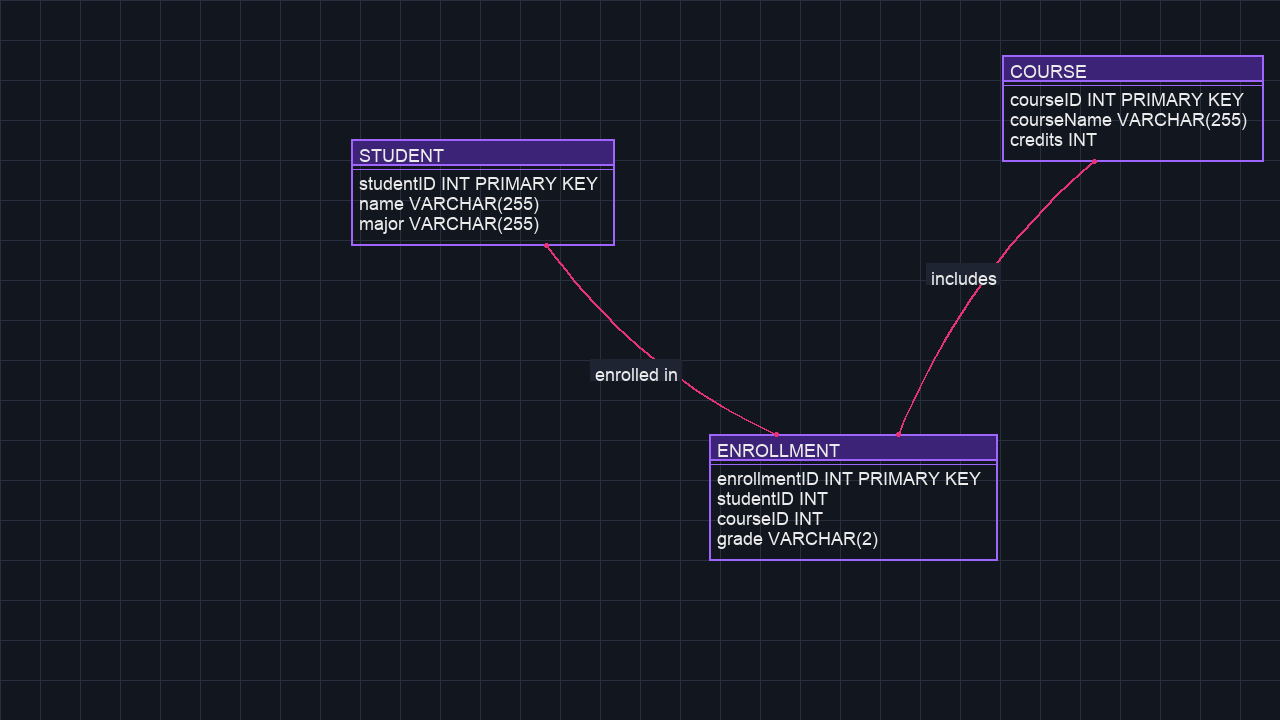 COURSE
courseID INT PRIMARY KEY
courseName VARCHAR(255)
credits INT
STUDENT
studentID INT PRIMARY KEY
name VARCHAR(255)
major VARCHAR(255)
includes
enrolled in
ENROLLMENT
enrollmentID INT PRIMARY KEY
studentID INT
courseID INT
grade VARCHAR(2)